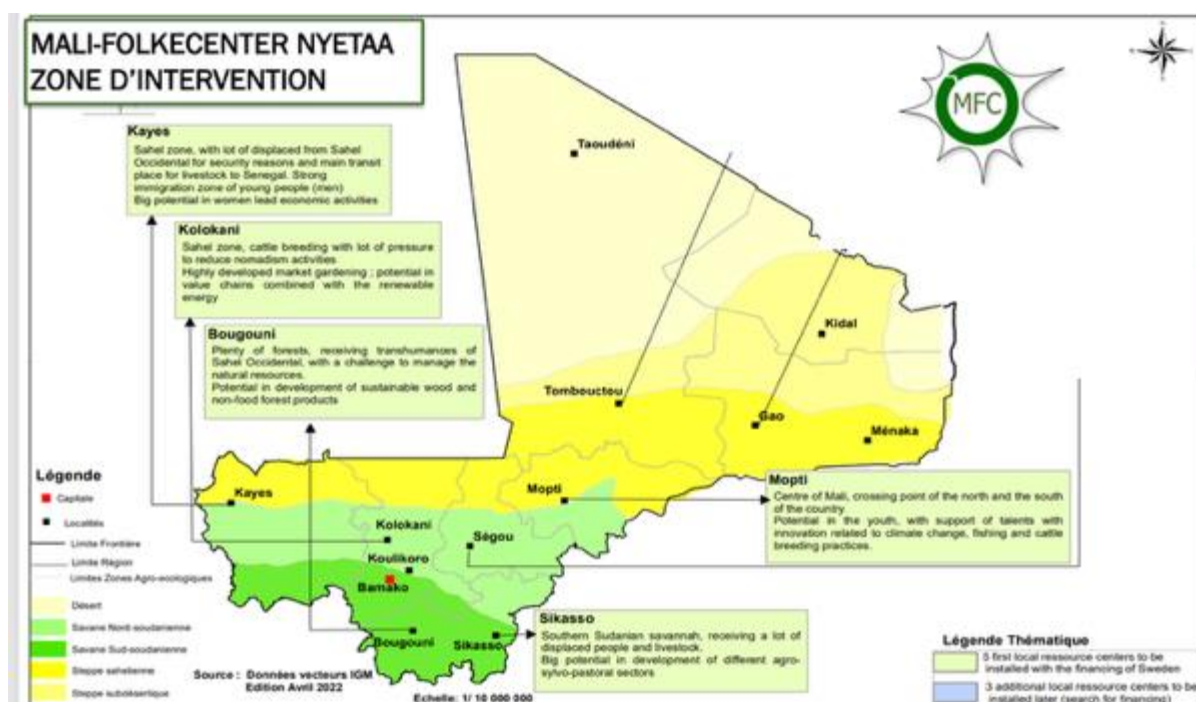 MALI-FOLKECENTER NYETAA
ZONE D'INTERVENTION
MFC
Kayes
Sahel zone, with lot of displaced from Sahel
Occidental for security reasons and main transit
place for livestock to Senegal. Strong
immigration zone of young people (men)
Big potential in women lead economic activities
Kolokani
Sahel zone, cattle breeding with lot of pressure
to reduce nomadism activities
Highly developed market gardening ; potential in
value chains combined with the renewable
energy
Bougouni
Plenty of forests, receiving transhumances of
Sahel Occidental, with a challenge to manage the
natural resources.
Potential in development of sustainable wood and
non-food forest products
Taoudéni
Kidal
Tombouctou
Gao
Ménaka
Kayes
Mopti
Kolokani
Ségou
Koulikoro
Bamako
Bougouni
Sikasso
Mopti
Centre of Mali, crossing point of the north and the south
of the country
Potential in the youth, with support of talents with
innovation related to climate change, fishing and cattle
breeding practices.
Sikasso
Southern Sudanian savannah, receiving a lot of
displaced people and livestock.
Big potential in development of different agro-
sylvo-pastoral sectors
Légende
Capitale
Localités
Limite Frontière
Limite Région
Limites Zones Agro-ecologiques
Désert
Savane Nord-soudanienne
Savane Sud-soudanienne
Steppe sahelienne
Steppe subdésertique
Source : Données vecteurs IGM
Edition Avril 2022
Echelle: 1/ 10 000 000
Légende Thématique
5 first local ressource centers to be
installed with the financing of Sweden
3 additional local ressource centers to be
installed later (search for financing)